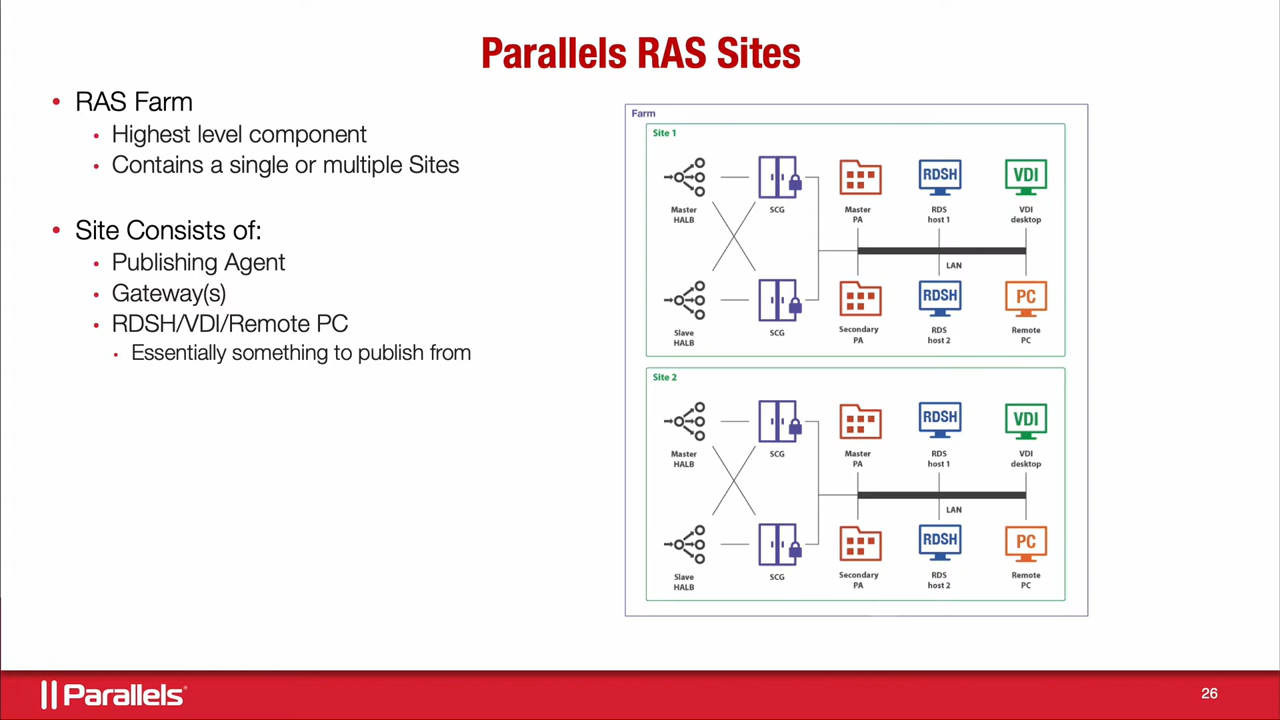 Parallels RAS Sites
• RAS Farm
• Highest level component
• Contains a single or multiple Sites
• Site Consists of:
• Publishing Agent
• Gateway(s)
• RDSH/VDI/Remote PC
• Essentially something to publish from
Farm
Site 1
RDSH
VDI
Master
HALB
SCG
Master
PA
RDS
host 1
VDI
desktop
LAN
RDSH
PC
Slave
HALB
SCG
Secondary
PA
RDS
host 2
Remote
PC
Site 2
RDSH
VDI
Master
HALB
SCG
Master
PA
RDS
host 1
VDI
desktop
LAN
RDSH
PC
Slave
HALB
SCG
Secondary
PA
RDS
host 2
Remote
PC
Parallels®
26